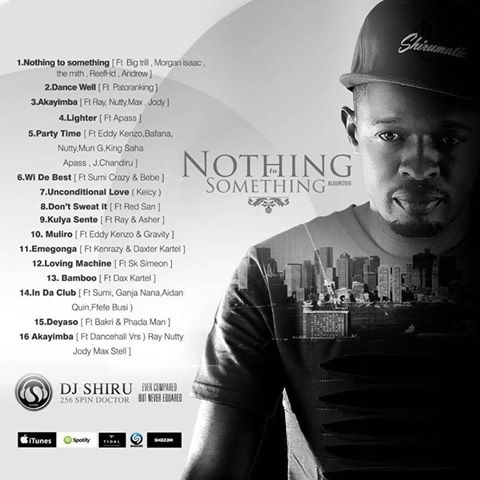 1.Nothing to something [ Ft Big trill , Morgan isaac ,
the mith , ReefHd , Andrew ]
2.Dance Well [ Ft Patoranking ]
3.Akayimba [ Ft Ray, Nutty,Max , Jody ]
4.Lighter [ Ft Apass ]
5.Party Time [ Ft Eddy Kenzo,Bafana,
Nutty,Mun G,King Saha
Apass , J.Chandiru ]
6.Wi De Best [ Ft Sumi Crazy & Bebe ]
7.Unconditional Love ( Keicy )
8.Don't Sweat it [ Ft Red San ]
9.Kulya Sente [ Ft Ray & Asher ]
10. Muliro [ Ft Eddy Kenzo & Gravity ]
11.Emegonga [ Ft Kenrazy & Daxter Kartel ]
12.Loving Machine [ Ft Sk Simeon ]
13. Bamboo [ Ft Dax Kartel ]
14.In Da Club [ Ft Sumi, Ganja Nana,Aidan
Quin,Ffefe Busi )
15.Deyaso [ Ft Bakri & Phada Man ]
16 Akayimba [ Ft Dancehall Vrs ) Ray Nutty
Jody Max Stell ]
Shirumatic
NOTHING
to
SOMETHING
ALBUM2016
DJ SHIRU
256 SPIN DOCTOR
EVER COMPARED
BUT NEVER EQUARED
iTunes
Spotify
TIDAL
SHAZAM